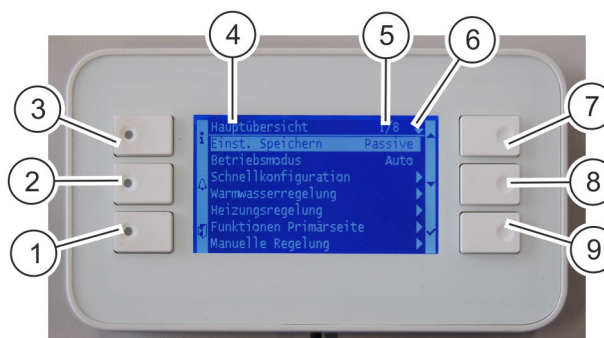 4 5 6
3 7
2 8
1 9
Hauptübersicht 1/8
Einst. Speichern Passive
Betriebsmodus Auto
Schnellkonfiguration
Warmwasserregelung
Heizungsregelung
Funktionen Primärseite
Manuelle Regelung